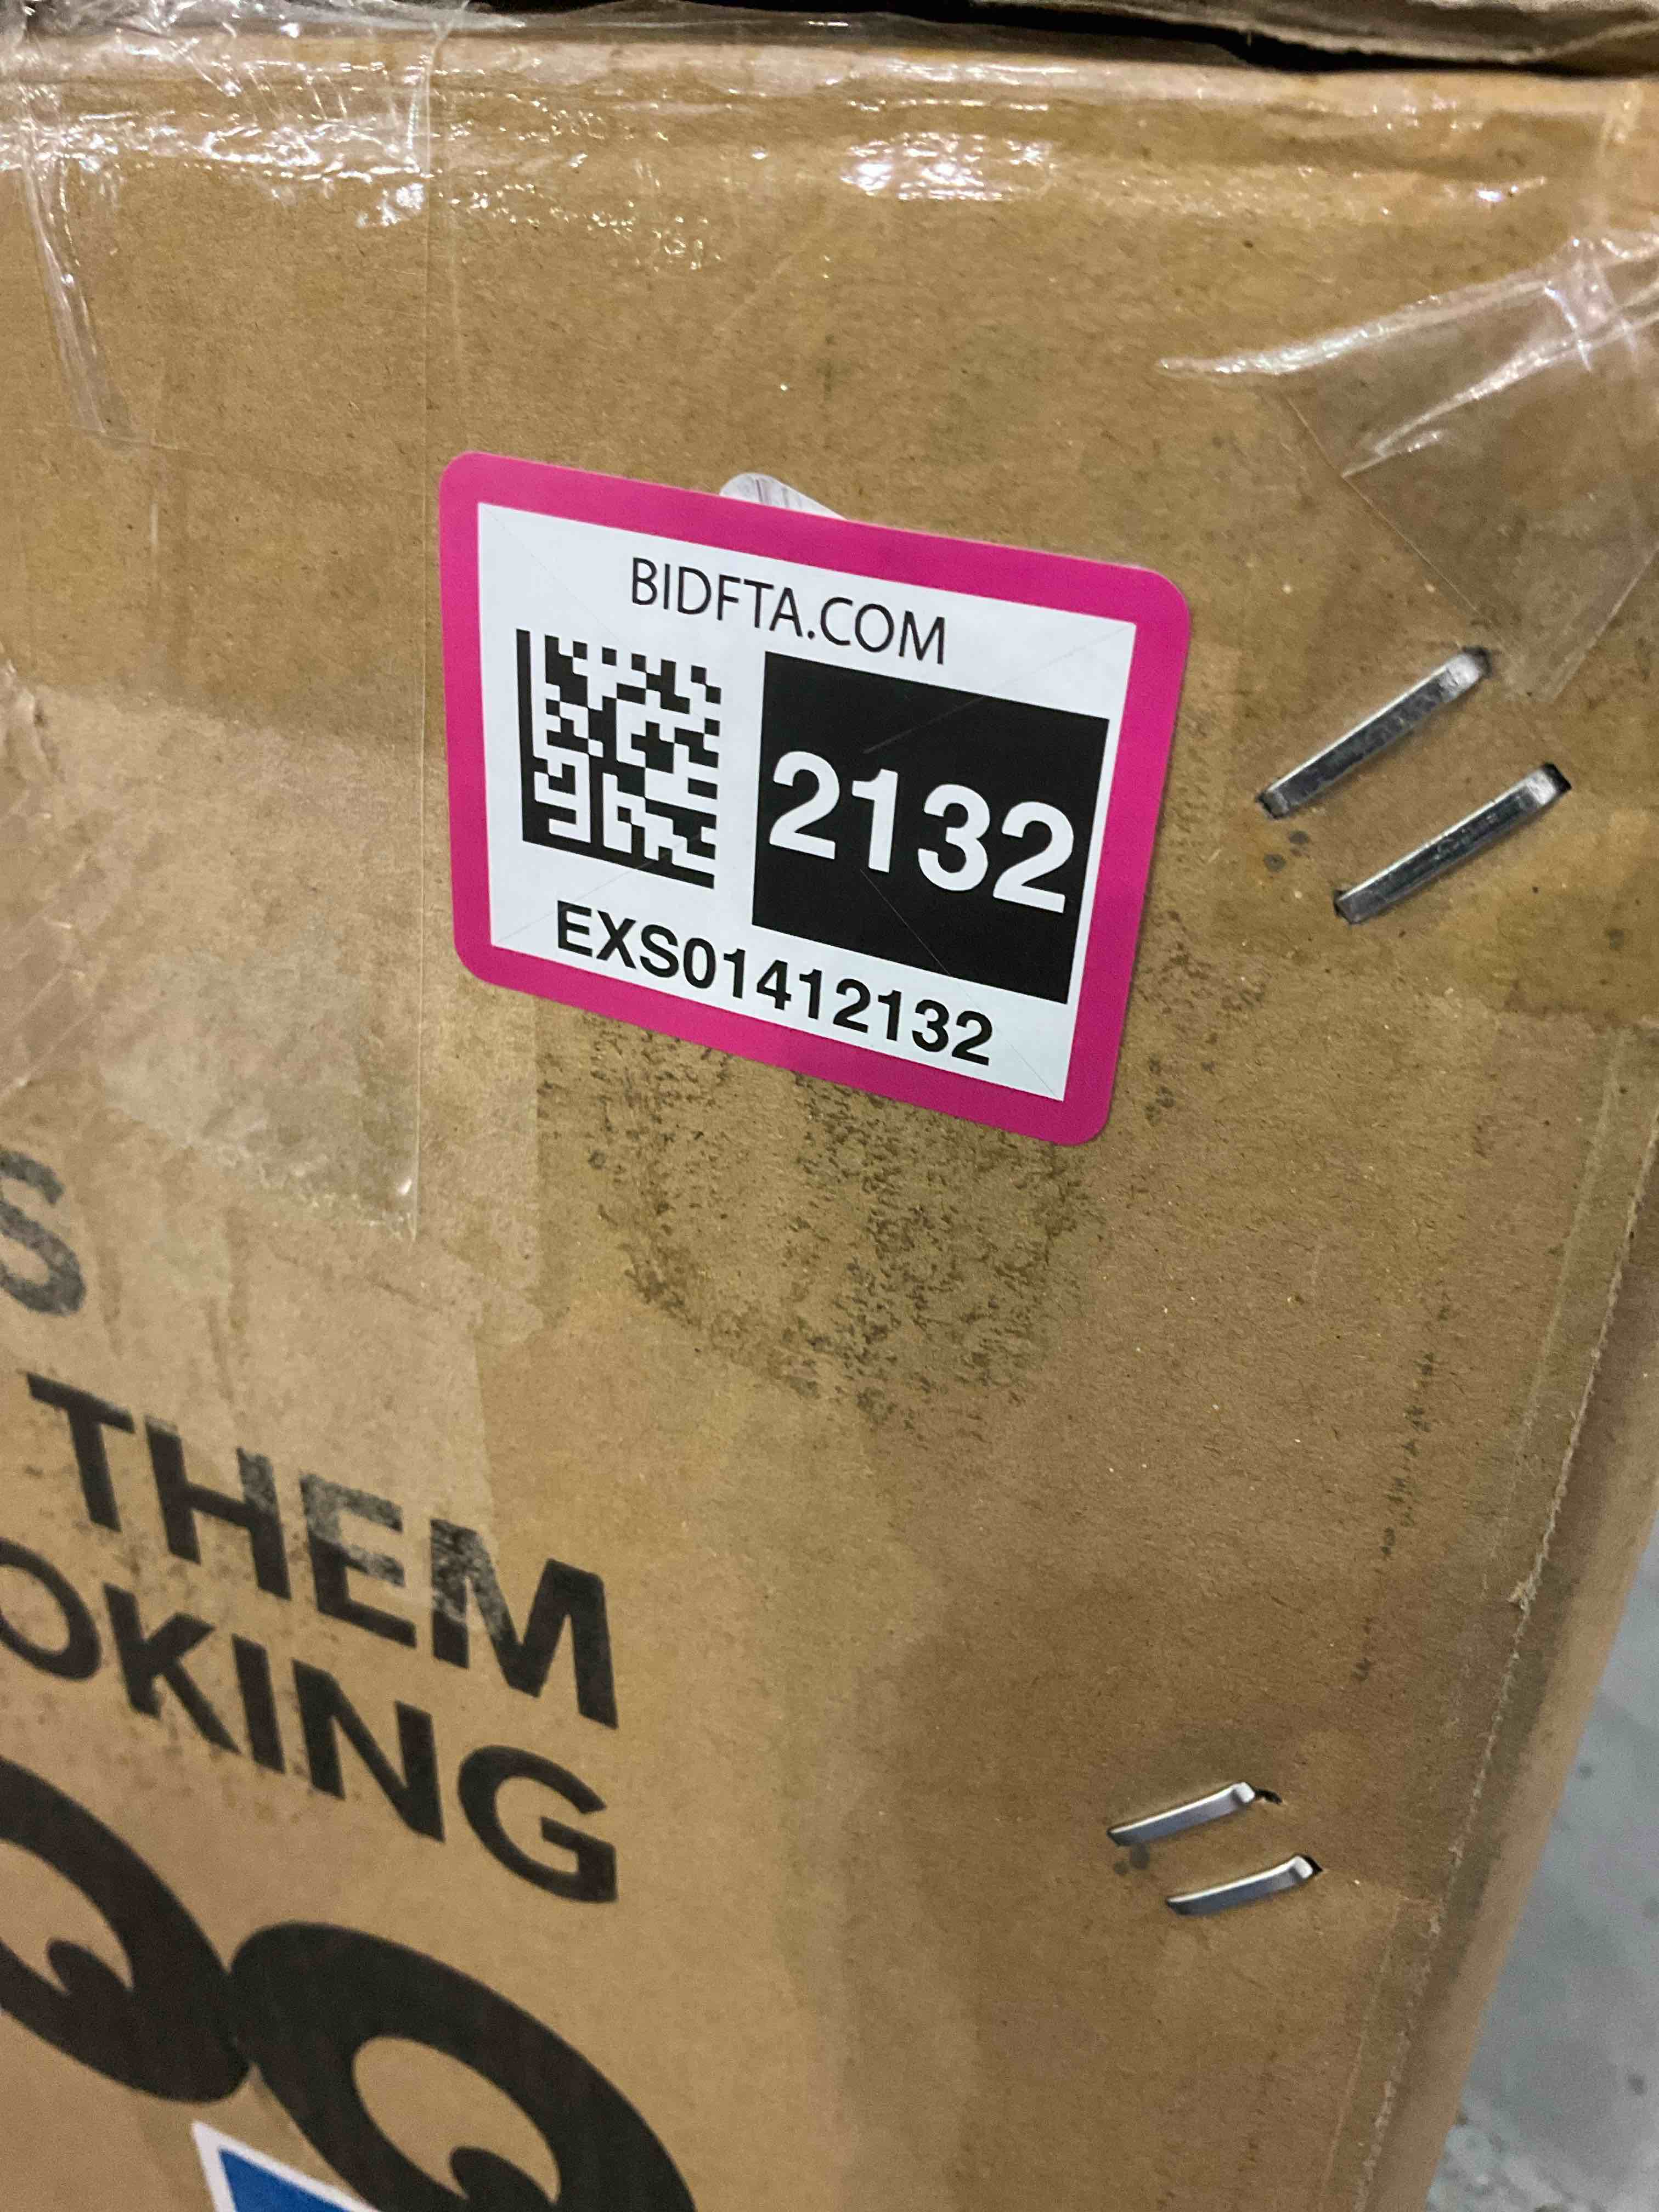 BIDFTA.COM
2132
EXS01412132
S
THEM
OKING